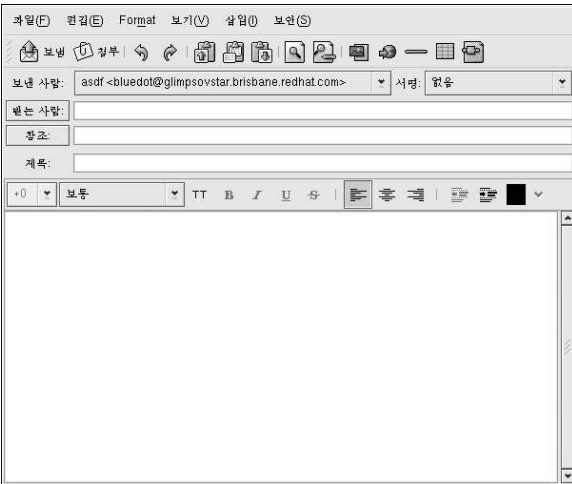 파일(F) 편집(E) Format 보기(V) 삽입(I) 보안(S)
보냄 첨부
보낸 사람: asdf <bluedot@glimpsovstar.brisbane.redhat.com> 서명: 없음
받는 사람:
참조:
제목:
+0 보통 TT B I U S